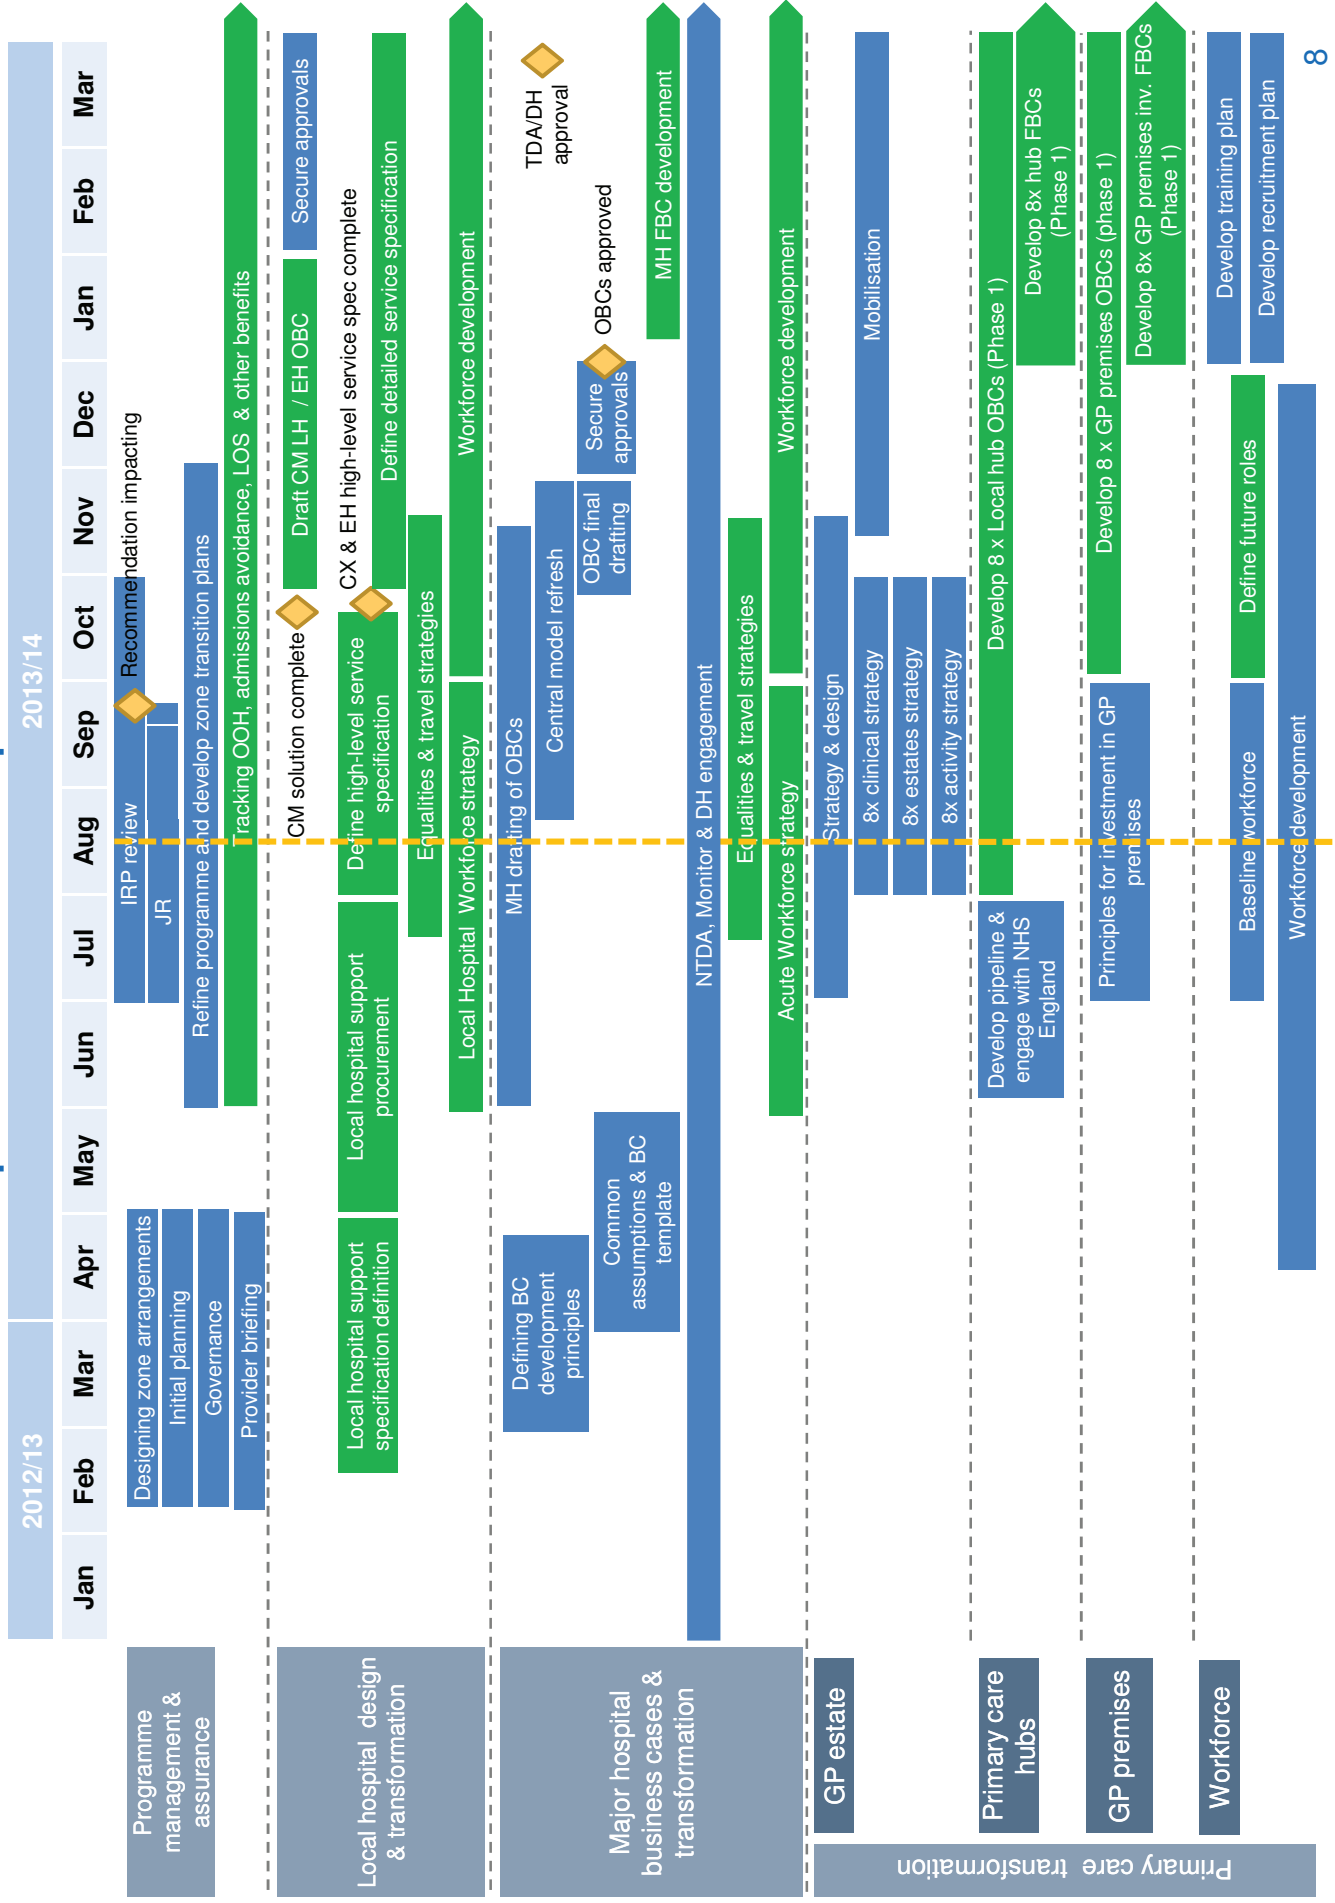 2012/13
2013/14
Jan
Feb
Mar
Apr
May
Jun
Jul
Aug
Sep
Oct
Nov
Dec
Jan
Feb
Mar
Programme
management &
assurance
Designing zone arrangements
Initial planning
Governance
Provider briefing
IRP review
Recommendation impacting
JR
Refine programme and develop zone transition plans
Tracking OOH, admissions avoidance, LOS & other benefits
Local hospital design
& transformation
CM solution complete
Draft CM LH / EH OBC
Secure approvals
Local hospital support
specification definition
Local hospital support
procurement
Define high-level service
specification
CX & EH high-level service spec complete
Define detailed service specification
Equalities & travel strategies
Local Hospital Workforce strategy
Workforce development
Major hospital
business cases &
transformation
Defining BC
development
principles
Common
assumptions & BC
template
MH drafting of OBCs
Central model refresh
OBC final
drafting
Secure
approvals
OBCs approved
TDA/DH
approval
MH FBC development
NTDA, Monitor & DH engagement
Equalities & travel strategies
Acute Workforce strategy
Workforce development
Primary care transformation
GP estate
Strategy & design
Mobilisation
8x clinical strategy
8x estates strategy
8x activity strategy
Primary care
hubs
Develop pipeline &
engage with NHS
England
Develop 8 x Local hub OBCs (Phase 1)
Develop 8x hub FBCs
(Phase 1)
GP premises
Principles for investment in GP
premises
Develop 8 x GP premises OBCs (phase 1)
Develop 8x GP premises inv. FBCs
(Phase 1)
Workforce
Baseline workforce
Define future roles
Develop training plan
Develop recruitment plan
Workforce development
8